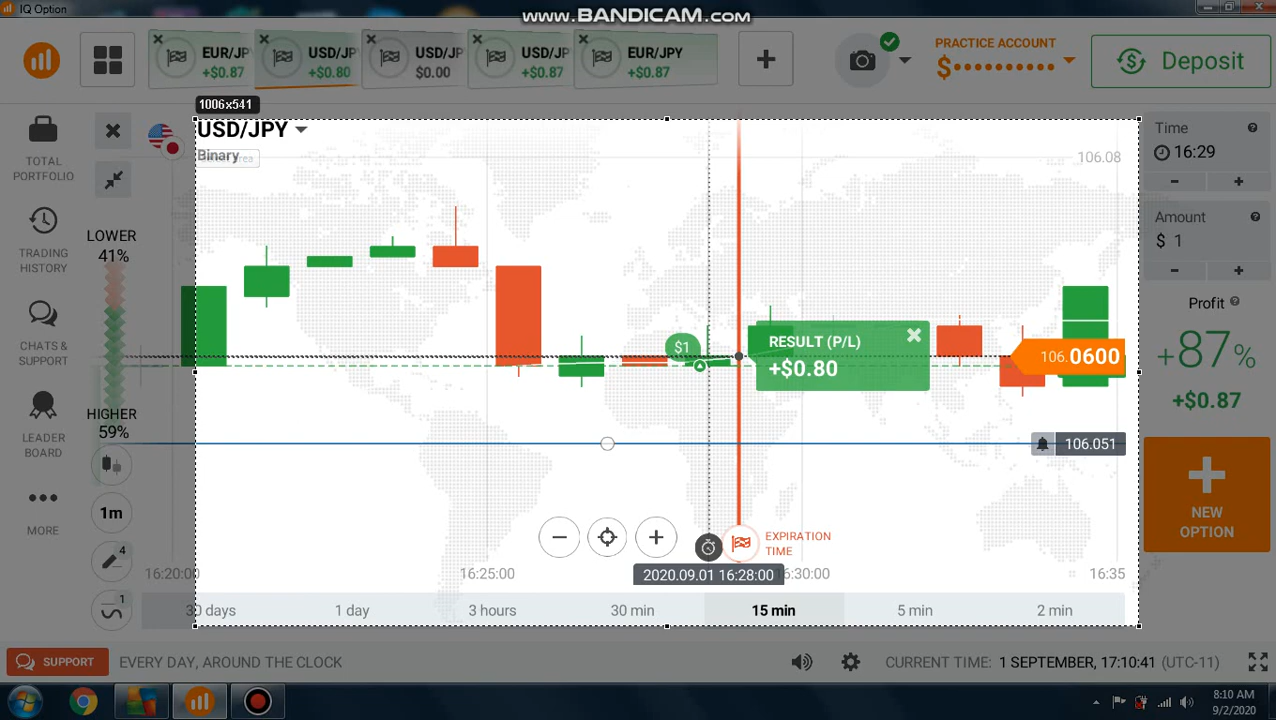 IQ Option
www.BANDICAM.com
EUR/JP
+$0.87
USD/JP
+$0.80
USD/JP
$0.00
USD/JP
+$0.87
EUR/JPY
+$0.87
PRACTICE ACCOUNT
$
Deposit
1006x541
USD/JPY
Binary
106.08
TOTAL
PORTFOLIO
TRADING
HISTORY
CHATS &
SUPPORT
LEADER
BOARD
MORE
LOWER
41%
HIGHER
59%
1m
4
1
$1
RESULT (P/L)
+$0.80
106.0600
106.051
EXPIRATION
TIME
2020.09.01 16:28:00
16:20:00
16:25:00
16:30:00
16:35
30 days
1 day
3 hours
30 min
15 min
5 min
2 min
Time
16:29
Amount
$ 1
Profit
+87%
+$0.87
NEW
OPTION
SUPPORT
EVERY DAY, AROUND THE CLOCK
CURRENT TIME: 1 SEPTEMBER, 17:10:41 (UTC-11)
8:10 AM
9/2/2020